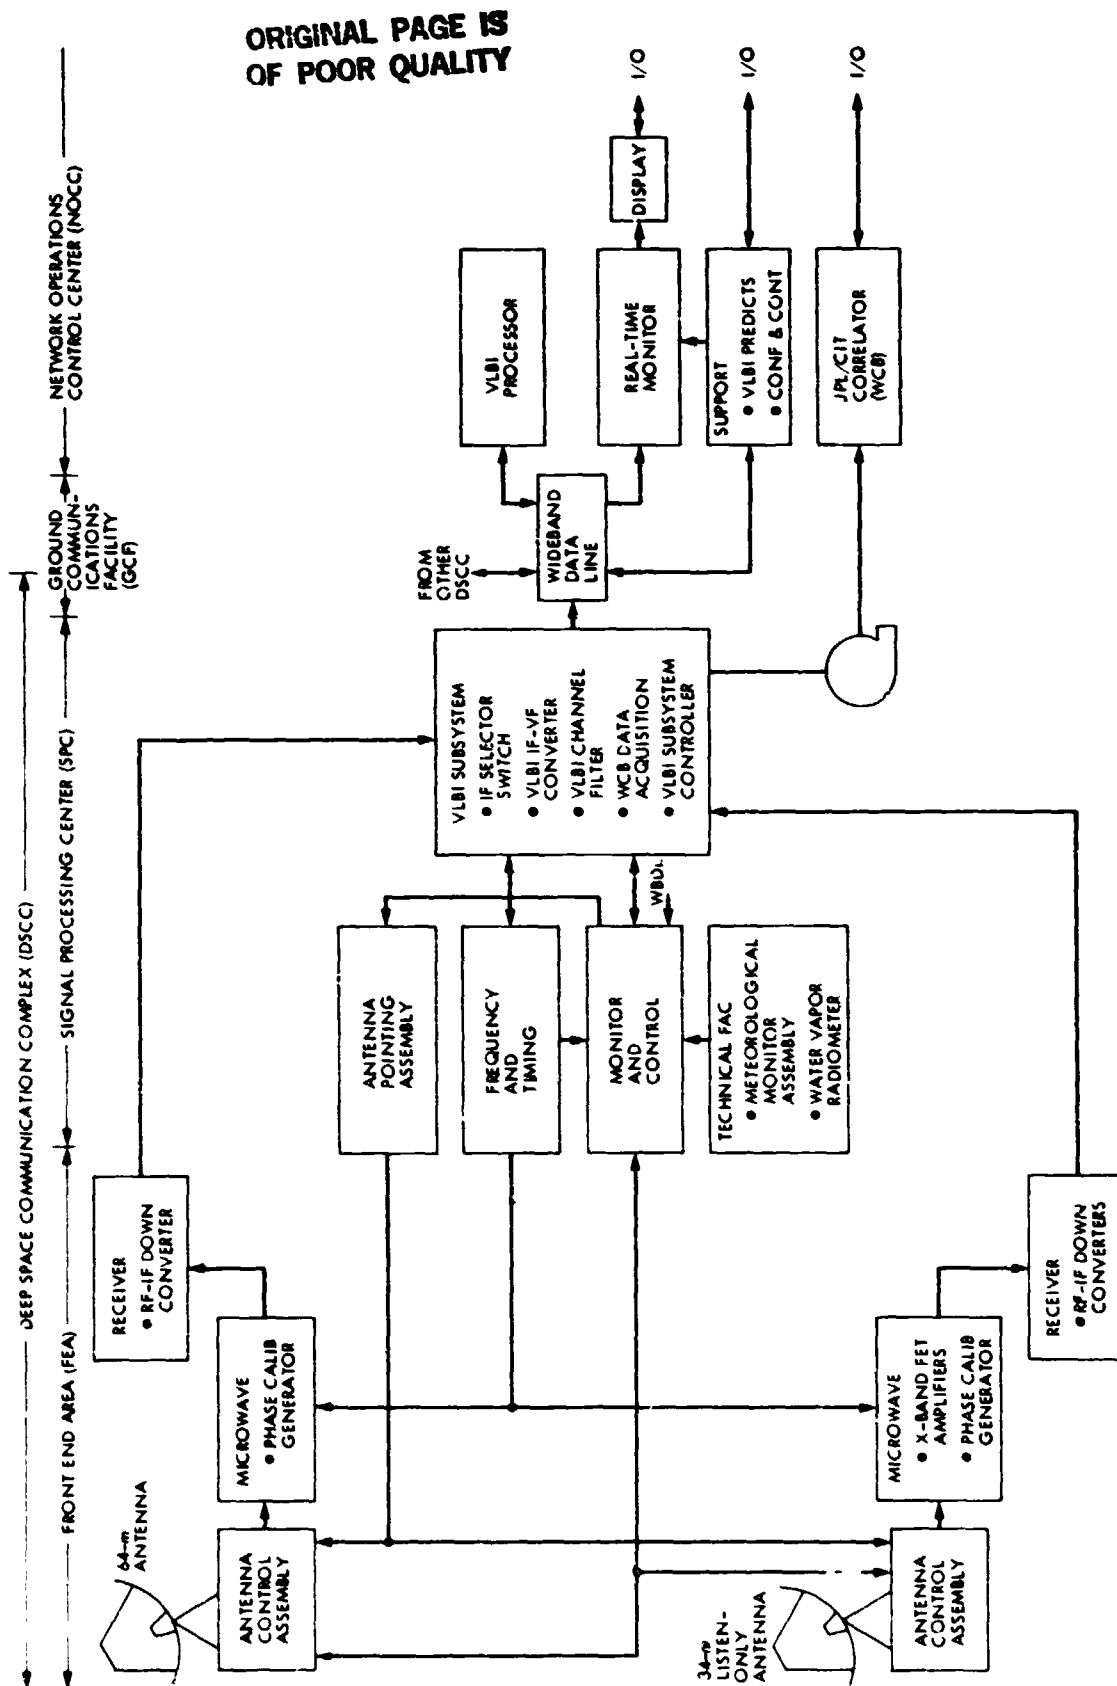 ORIGINAL PAGE IS
OF POOR QUALITY
DEEP SPACE COMMUNICATION COMPLEX (DSCC)
FRONT END AREA (FEA)
SIGNAL PROCESSING CENTER (SPC)
GROUND
COMMUN-
ICATIONS
FACILITY
(GCF)
NETWORK OPERATIONS
CONTROL CENTER (NOCC)
64-m
ANTENNA
ANTENNA
CONTROL
ASSEMBLY
MICROWAVE
• PHASE CALIB
GENERATOR
RECEIVER
• RF-IF DOWN
CONVERTER
ANTENNA
POINTING
ASSEMBLY
FREQUENCY
AND
TIMING
MONITOR
AND
CONTROL
WBDL
TECHNICAL FAC
• METEOROLOGICAL
MONITOR
ASSEMBLY
• WATER VAPOR
RADIOMETER
VLBI SUBSYSTEM
• IF SELECTOR
SWITCH
• VLBI IF-VF
CONVERTER
• VLBI CHANNEL
FILTER
• WCB DATA
ACQUISITION
• VLBI SUBSYSTEM
CONTROLLER
FROM
OTHER
DSCC
WIDEBAND
DATA
LINE
VLBI
PROCESSOR
REAL-TIME
MONITOR
DISPLAY
I/O
SUPPORT
• VLBI PREDICTS
• CONF & CONT
I/O
JPL/CIT
CORRELATOR
(WCB)
I/O
34-m
LISTEN-
ONLY
ANTENNA
ANTENNA
CONTROL
ASSEMBLY
MICROWAVE
• X-BAND FET
AMPLIFIERS
• PHASE CALIB
GENERATOR
RECEIVER
• RF-IF DOWN
CONVERTERS